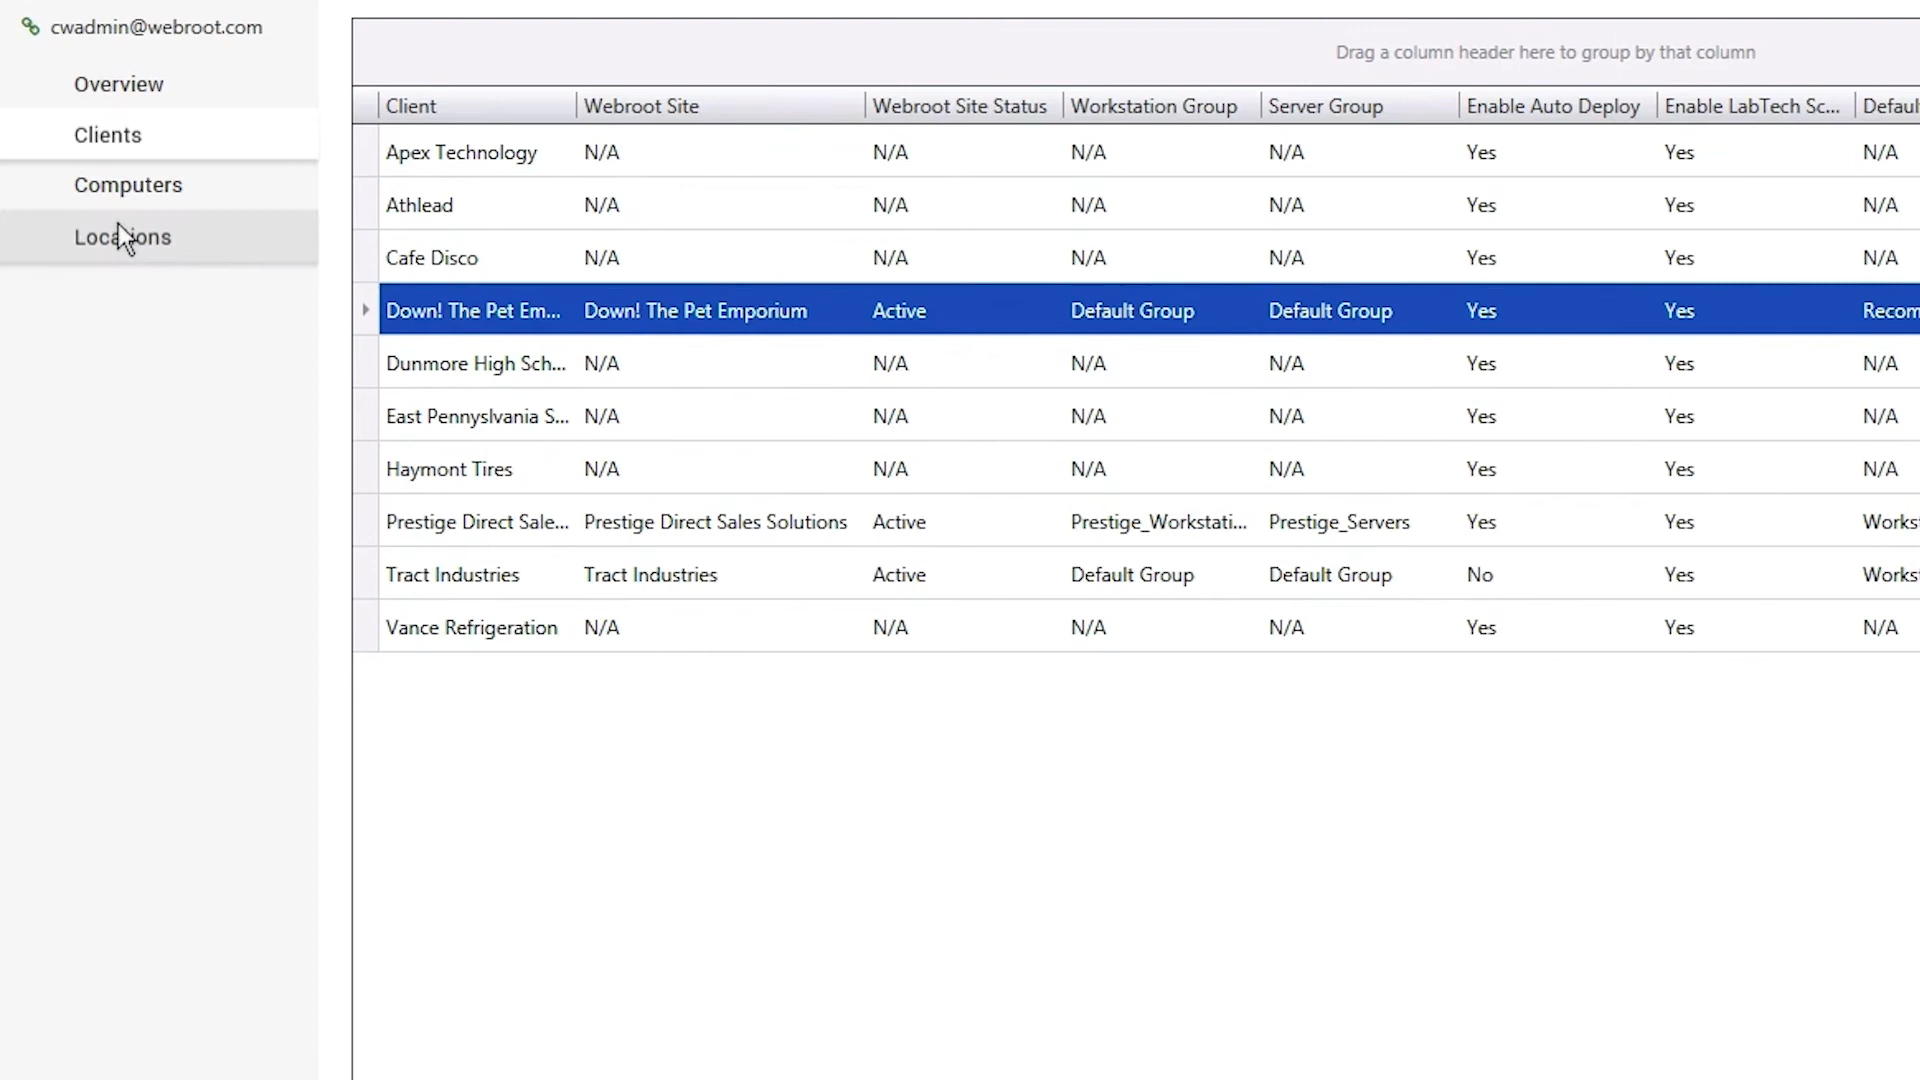 cwadmin@webroot.com
Overview
Clients
Computers
Locations
Drag a column header here to group by that column
Client Webroot Site Webroot Site Status Workstation Group Server Group Enable Auto Deploy Enable LabTech Sc... Defaul
Apex Technology N/A N/A N/A N/A Yes Yes N/A
Athlead N/A N/A N/A N/A Yes Yes N/A
Cafe Disco N/A N/A N/A N/A Yes Yes N/A
Down! The Pet Em... Down! The Pet Emporium Active Default Group Default Group Yes Yes Recom
Dunmore High Sch... N/A N/A N/A N/A Yes Yes N/A
East Pennyslvania S... N/A N/A N/A N/A Yes Yes N/A
Haymont Tires N/A N/A N/A N/A Yes Yes N/A
Prestige Direct Sale... Prestige Direct Sales Solutions Active Prestige_Workstati... Prestige_Servers Yes Yes Works
Tract Industries Tract Industries Active Default Group Default Group No Yes Works
Vance Refrigeration N/A N/A N/A N/A Yes Yes N/A